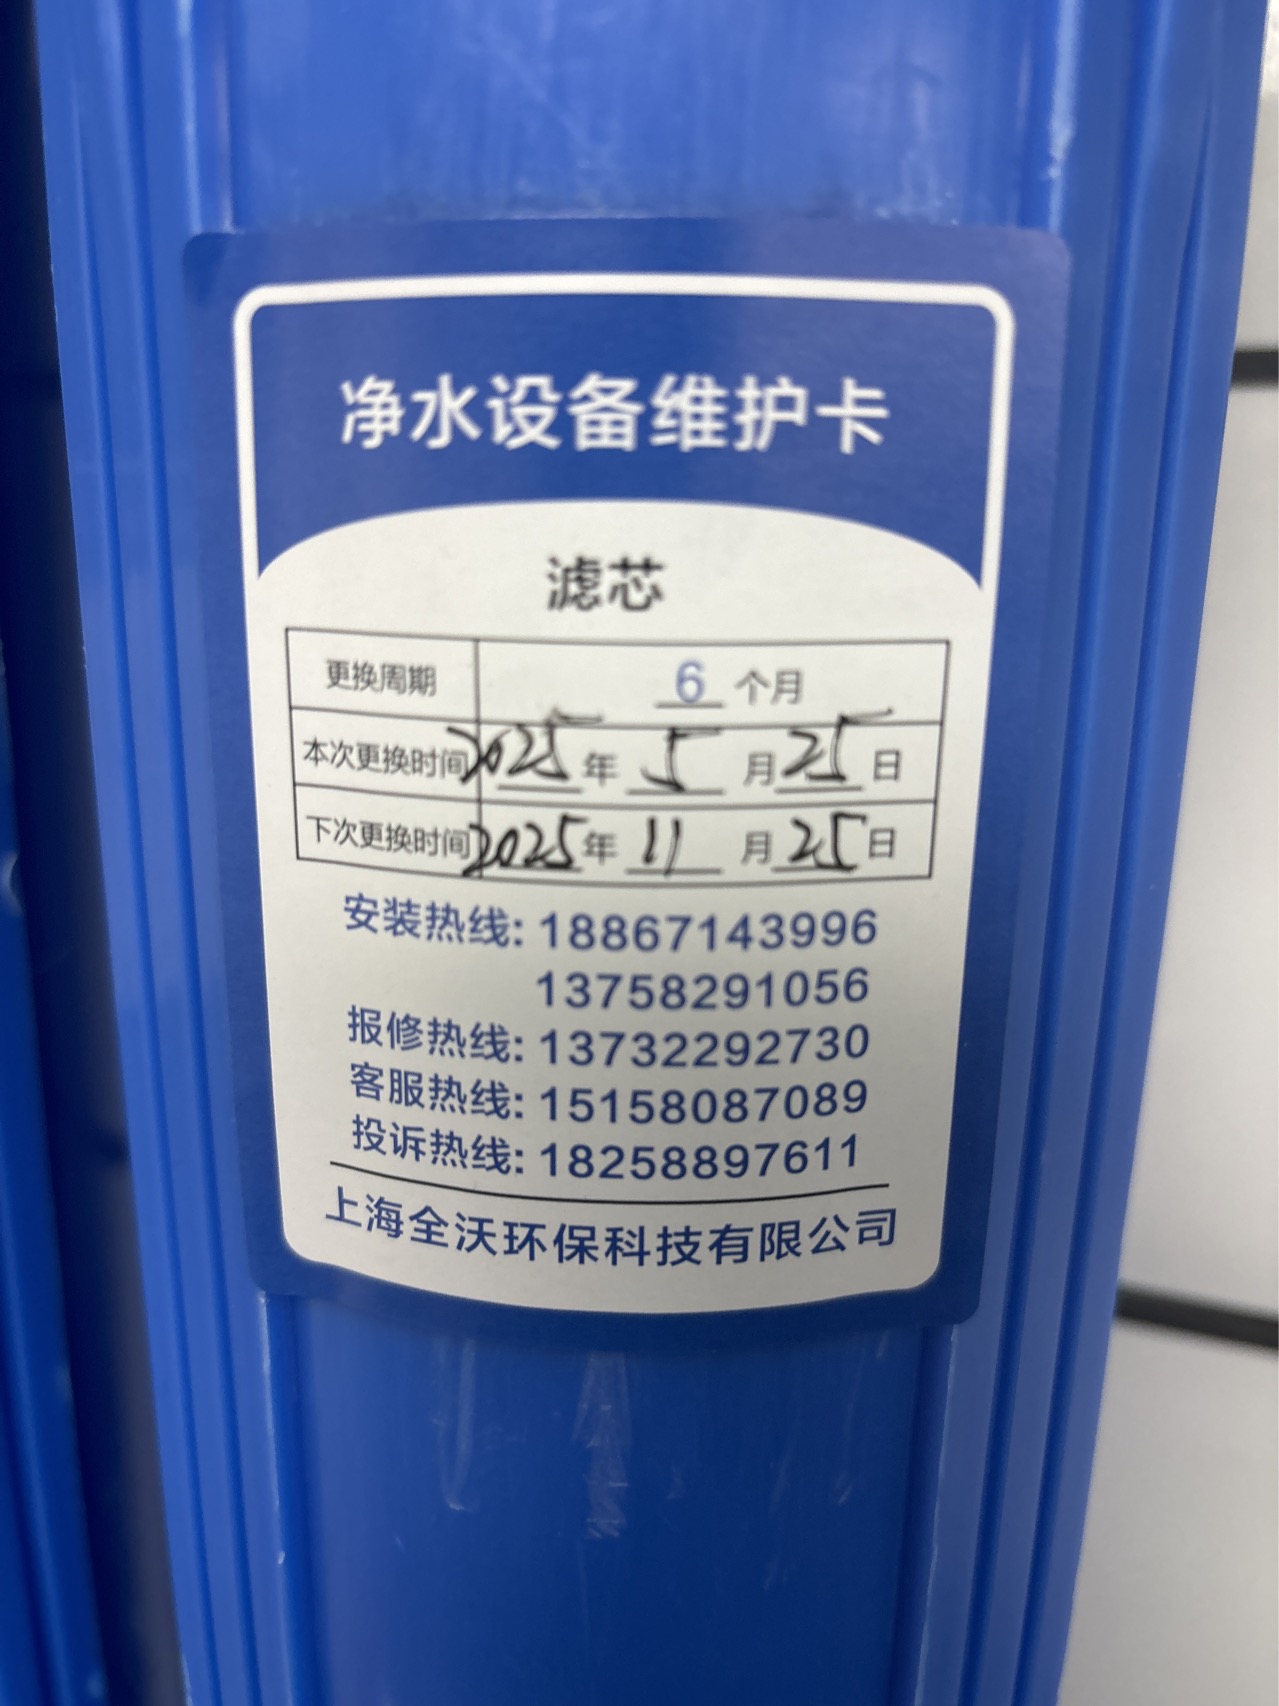 净水设备维护卡
滤芯
更换周期 6 个月
本次更换时间 2025 年 5 月 25 日
下次更换时间 2025 年 11 月 25 日
安装热线: 18867143996
13758291056
报修热线: 13732292730
客服热线: 15158087089
投诉热线: 18258897611
上海全沃环保科技有限公司